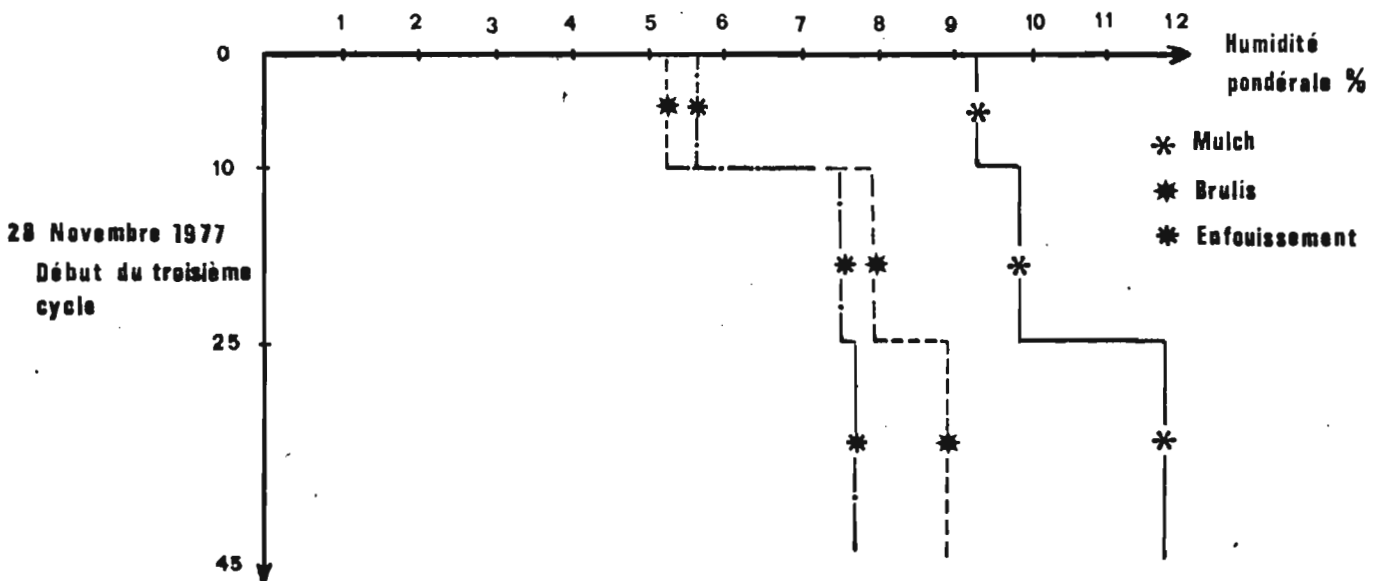 1 2 3 4 5 6 7 8 9 10 11 12
0
Humidité
pondérale %
Mulch
10
Brulis
28 Novembre 1977
Enfouissement
Début du troisième
cycle
25
45